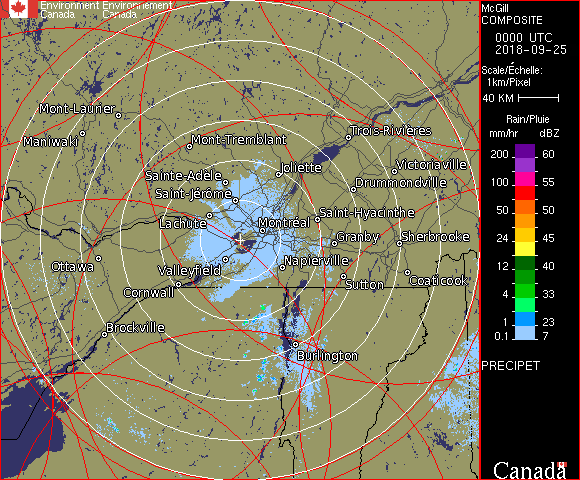 Environment Environnement
Canada Canada
McGill
COMPOSITE
0000 UTC
2018-09-25
Scale/Échelle:
1km/Pixel
40 KM
Rain/Pluie
mm/hr dBZ
200 60
100 55
50 50
24 45
12 40
4 33
1 23
0.1 7
PRECIPET
Canada
Mont-Laurier
Maniwaki
Mont-Tremblant
Trois-Rivières
Joliette
Victoriaville
Sainte-Adèle
Drummondville
Saint-Jérôme
Saint-Hyacinthe
Lachute
Montréal
Granby
Sherbrooke
Ottawa
Valleyfield
Napierville
Sutton
Coaticook
Cornwall
Brockville
Burlington